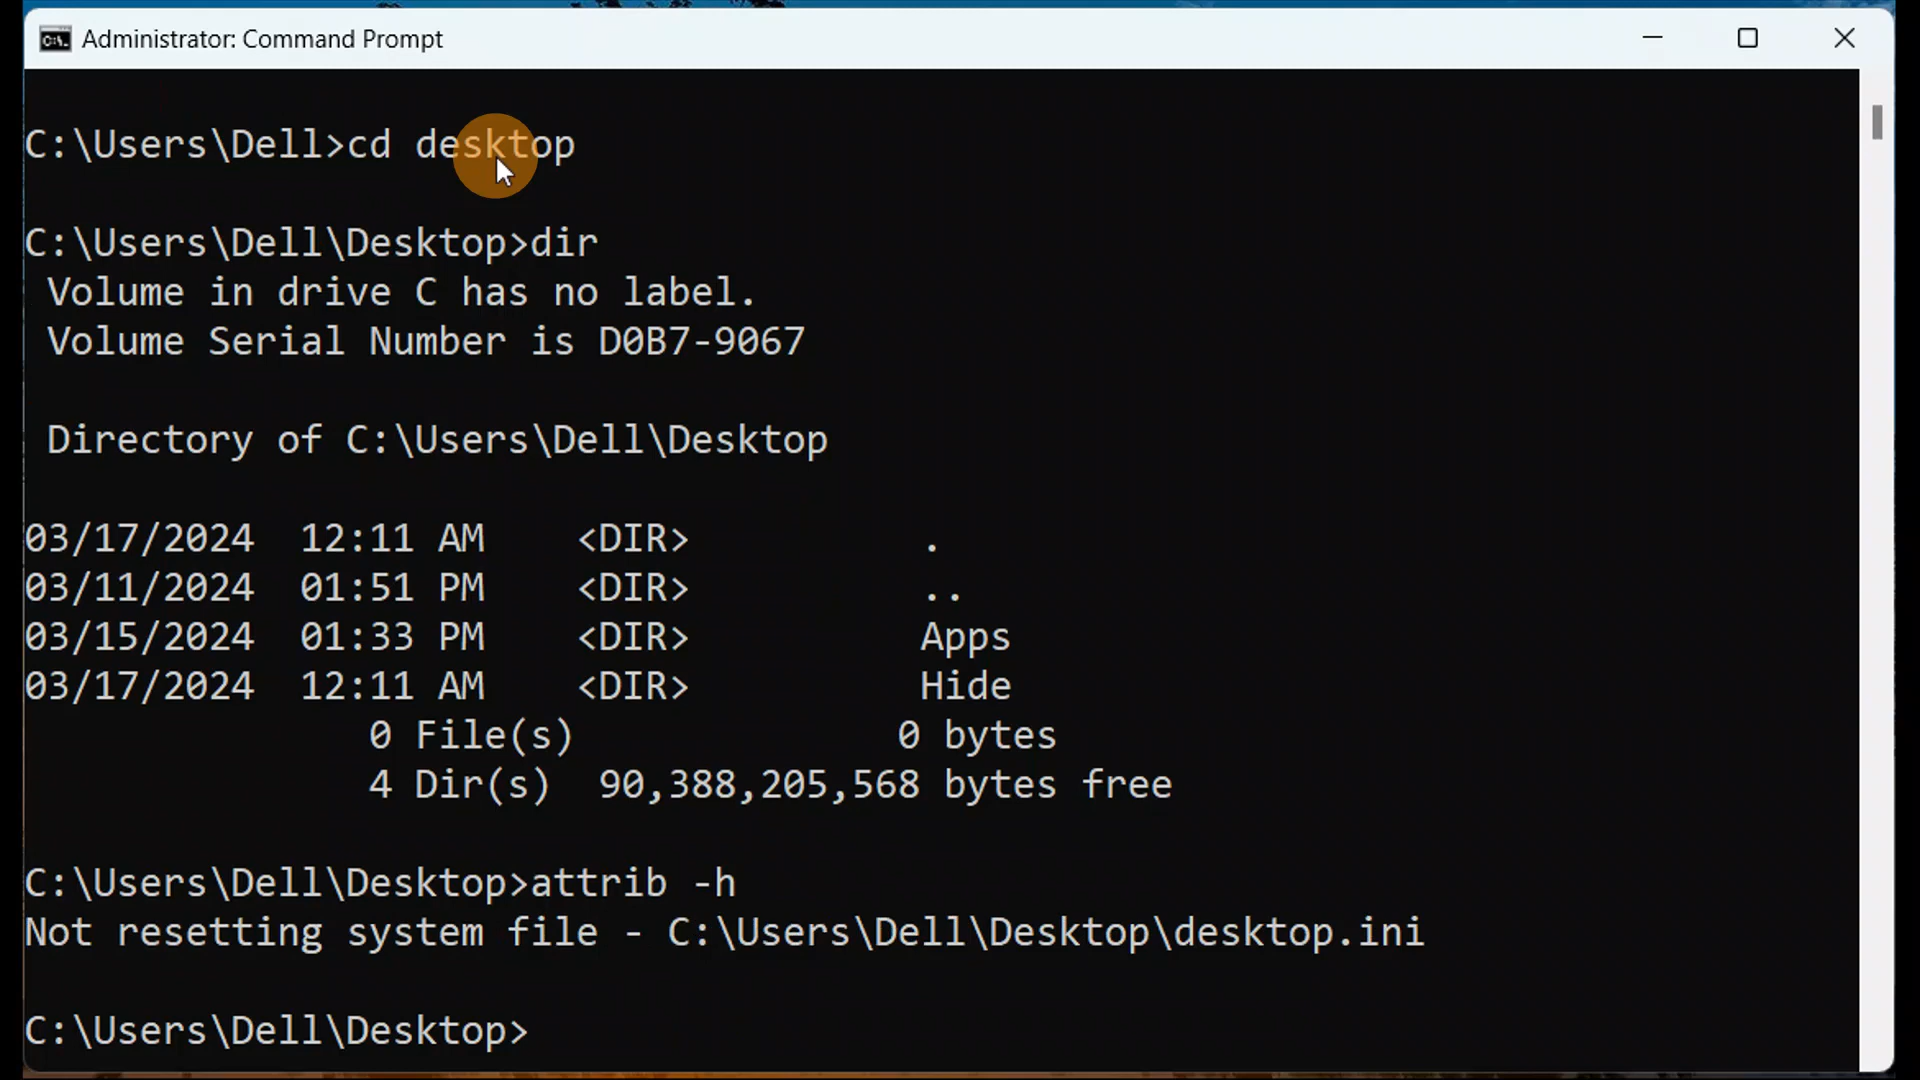 Administrator: Command Prompt
C:\Users\Dell>cd desktop
C:\Users\Dell\Desktop>dir
 Volume in drive C has no label.
 Volume Serial Number is D0B7-9067
 Directory of C:\Users\Dell\Desktop
03/17/2024  12:11 AM    <DIR>          .
03/11/2024  01:51 PM    <DIR>          ..
03/15/2024  01:33 PM    <DIR>          Apps
03/17/2024  12:11 AM    <DIR>          Hide
               0 File(s)              0 bytes
               4 Dir(s)  90,388,205,568 bytes free
C:\Users\Dell\Desktop>attrib -h
Not resetting system file - C:\Users\Dell\Desktop\desktop.ini
C:\Users\Dell\Desktop>